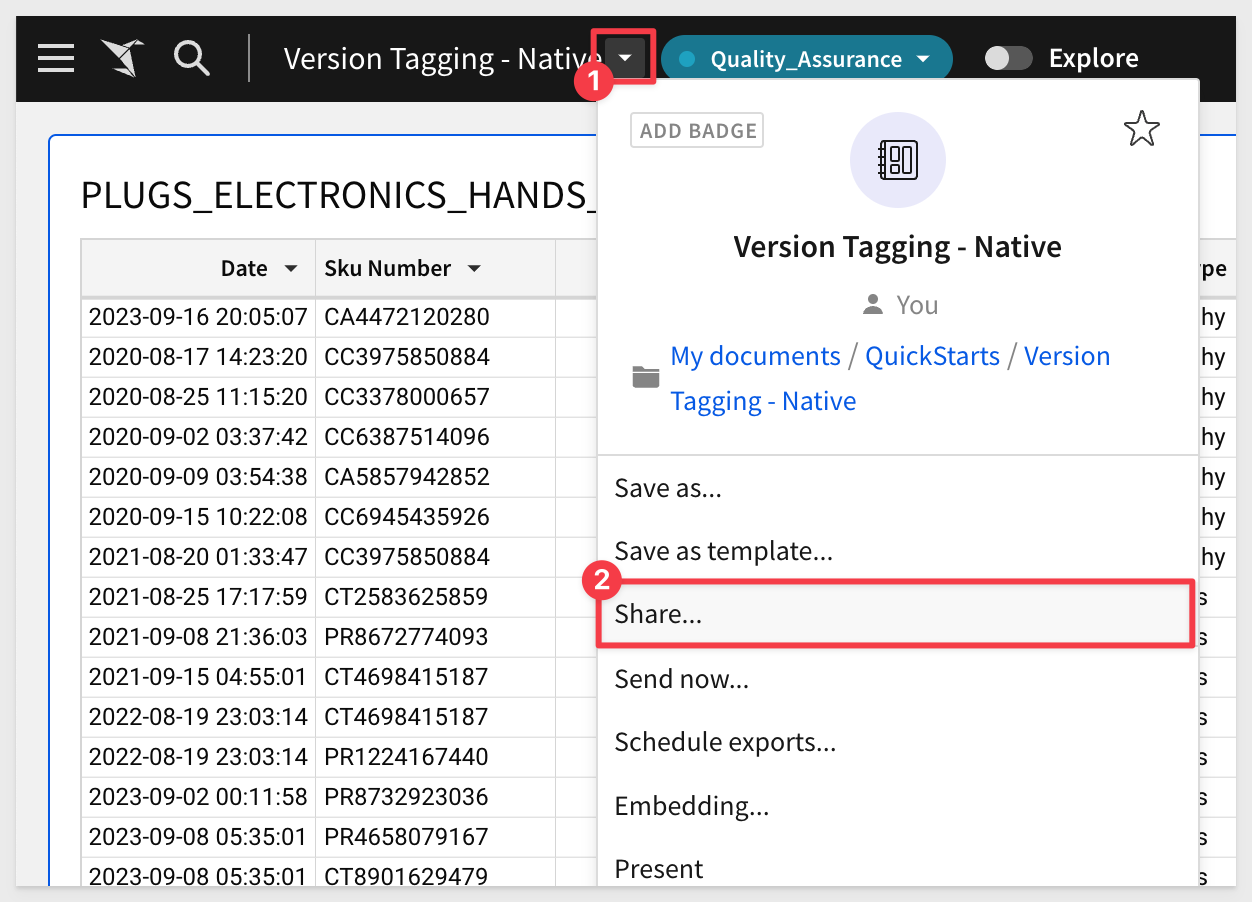 Version Tagging - Native
1
Quality_Assurance
Explore
ADD BADGE
Version Tagging - Native
You
My documents / QuickStarts / Version
Tagging - Native
Save as...
Save as template...
2
Share...
Send now...
Schedule exports...
Embedding...
Present
PLUGS_ELECTRONICS_HANDS_
Date Sku Number pe
2023-09-16 20:05:07 CA4472120280 hy
2020-08-17 14:23:20 CC3975850884 hy
2020-08-25 11:15:20 CC3378000657 hy
2020-09-02 03:37:42 CC6387514096 hy
2020-09-09 03:54:38 CA5857942852 hy
2020-09-15 10:22:08 CC6945435926 hy
2021-08-20 01:33:47 CC3975850884 hy
2021-08-25 17:17:59 CT2583625859 s
2021-09-08 21:36:03 PR8672774093 s
2021-09-15 04:55:01 CT4698415187 s
2022-08-19 23:03:14 CT4698415187 s
2022-08-19 23:03:14 PR1224167440 s
2023-09-02 00:11:58 PR8732923036 s
2023-09-08 05:35:01 PR4658079167 s
2023-09-08 05:35:01 CT8901629479 s